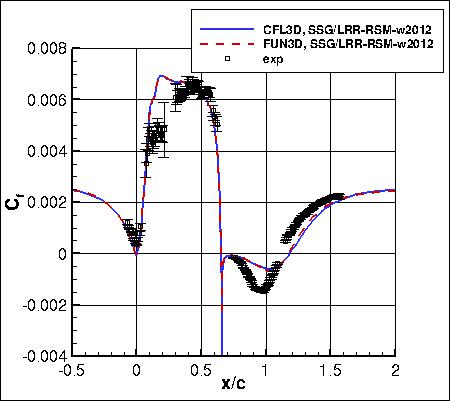 CFL3D, SSG/LRR-RSM-w2012
FUN3D, SSG/LRR-RSM-w2012
exp
0.008
0.006
0.004
0.002
0
-0.002
-0.004
Cf
-0.5 0 0.5 1 1.5 2
x/c